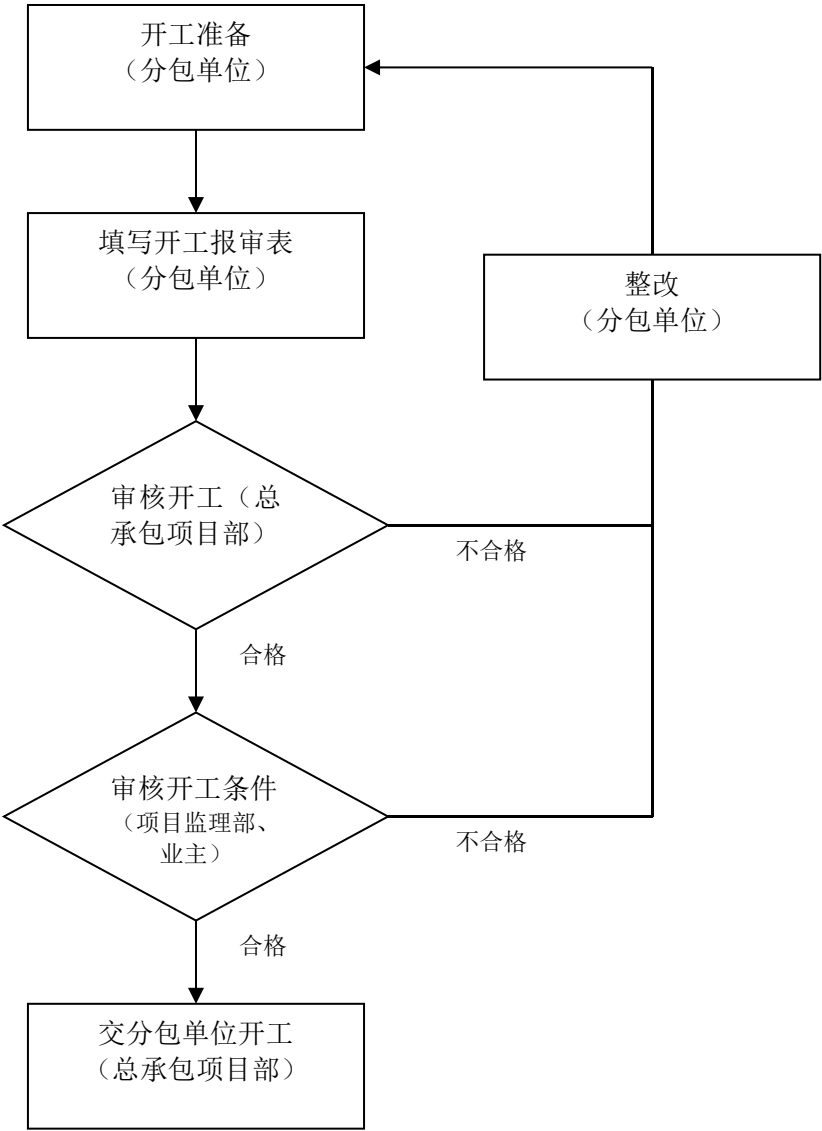 开工准备
（分包单位）
填写开工报审表
（分包单位）
整改
（分包单位）
审核开工（总
承包项目部）
不合格
合格
审核开工条件
（项目监理部、
业主）
不合格
合格
交分包单位开工
（总承包项目部）